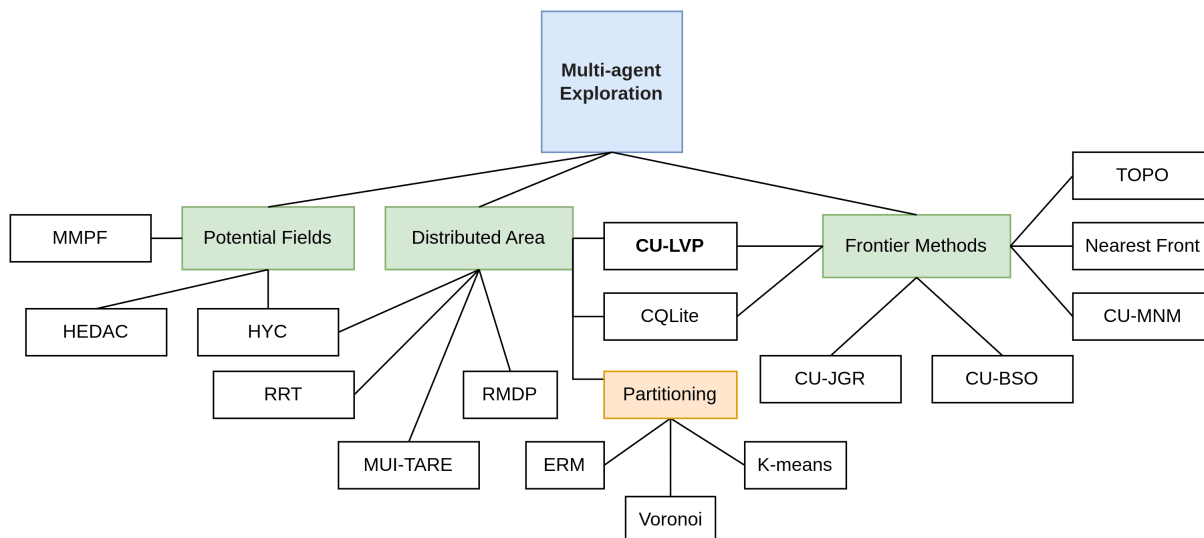 Multi-agent
Exploration
TOPO
MMPF
Potential Fields
Distributed Area
CU-LVP
Frontier Methods
Nearest Front
HEDAC
HYC
CQLite
CU-MNM
RRT
RMDP
Partitioning
CU-JGR
CU-BSO
MUI-TARE
ERM
K-means
Voronoi